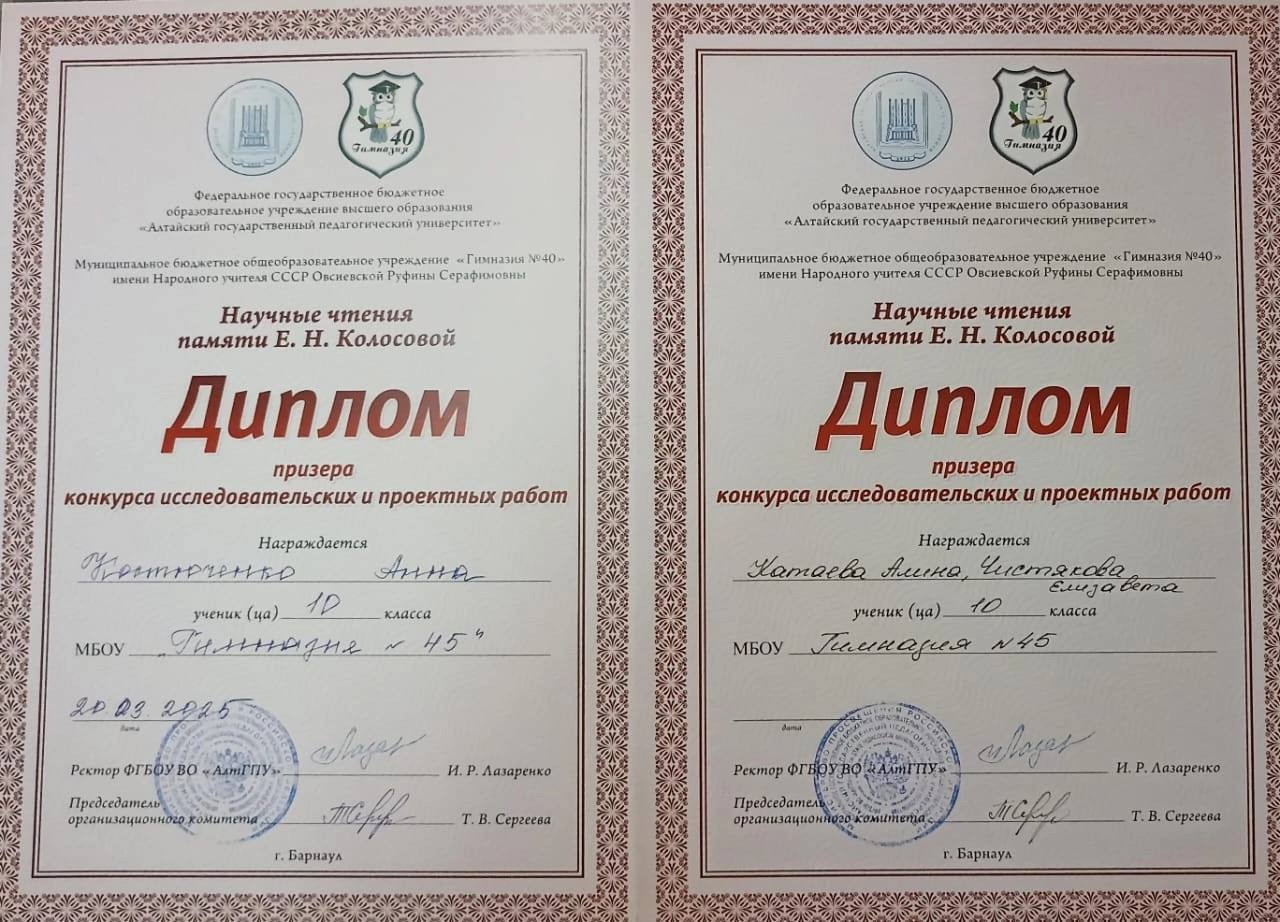 40
Гимназия
Федеральное государственное бюджетное
образовательное учреждение высшего образования
«Алтайский государственный педагогический университет»
Муниципальное бюджетное общеобразовательное учреждение «Гимназия №40»
имени Народного учителя СССР Овсиевской Руфины Серафимовны
Научные чтения
памяти Е. Н. Колосовой
Диплом
призера
конкурса исследовательских и проектных работ
Награждается
Костюченко Анна
ученик (ца) 10 класса
МБОУ „Гимназия № 45"
20.03.2025
дата
Ректор ФГБОУ ВО «АлтГПУ» И. Р. Лазаренко
Председатель
организационного комитета Т. В. Сергеева
г. Барнаул
40
Гимназия
Федеральное государственное бюджетное
образовательное учреждение высшего образования
«Алтайский государственный педагогический университет»
Муниципальное бюджетное общеобразовательное учреждение «Гимназия №40»
имени Народного учителя СССР Овсиевской Руфины Серафимовны
Научные чтения
памяти Е. Н. Колосовой
Диплом
призера
конкурса исследовательских и проектных работ
Награждается
Катаева Алина, Чистякова
Елизавета
ученик (ца) 10 класса
МБОУ Гимназия №45
дата
Ректор ФГБОУ ВО «АлтГПУ» И. Р. Лазаренко
Председатель
организационного комитета Т. В. Сергеева
г. Барнаул